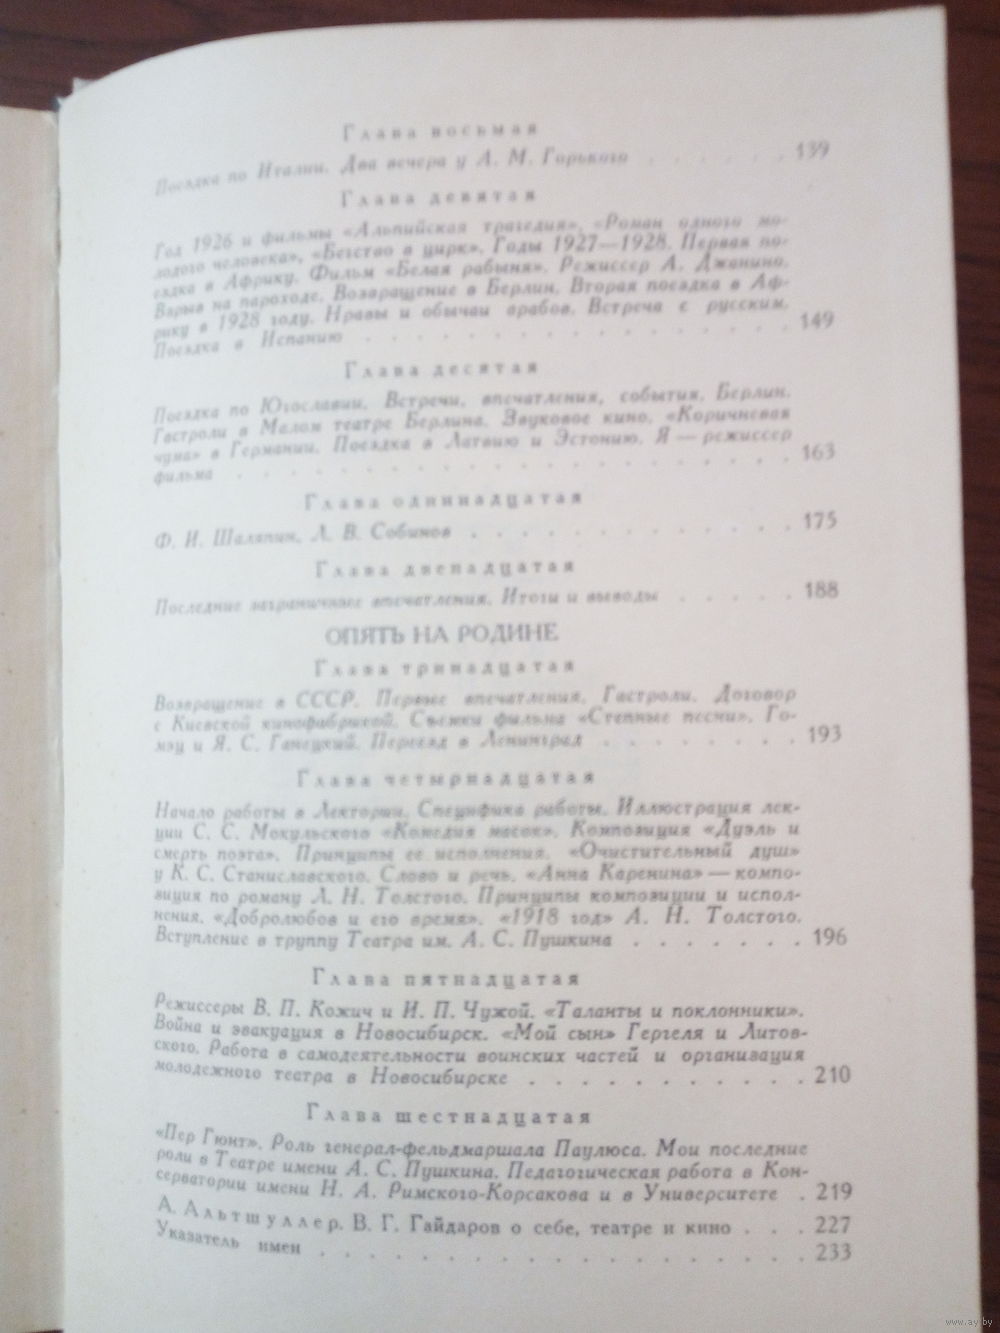 Глава восьмая
Поездка по Италии. Два вечера у А. М. Горького . . . . . . 139
Глава девятая
Год 1926 и фильмы «Альпийская трагедия», «Роман одного мо-
лодого человека», «Бегство в цирк». Годы 1927—1928. Первая по-
ездка в Африку. Фильм «Белая рабыня». Режиссер А. Джанино.
Взрыв на пароходе. Возвращение в Берлин. Вторая поездка в Аф-
рику в 1928 году. Нравы и обычаи арабов. Встреча с русским.
Поездка в Испанию . . . . . . . . . . . . . . . . 149
Глава десятая
Поездка по Югославии. Встречи, впечатления, события. Берлин.
Гастроли в Малом театре Берлина. Звуковое кино. «Коричневая
чума» в Германии. Поездка в Латвию и Эстонию. Я — режиссер
фильма . . . . . . . . . . . . . . . . . . . . 163
Глава одиннадцатая
Ф. И. Шаляпин, Л. В. Собинов . . . . . . . . . . . . 175
Глава двенадцатая
Последние заграничные впечатления. Итоги и выводы . . . . . 188
ОПЯТЬ НА РОДИНЕ
Глава тринадцатая
Возвращение в СССР. Первые впечатления. Гастроли. Договор
с Киевской кинофабрикой. Съемки фильма «Степные песни». Го-
мэц и Я. С. Ганецкий. Переезд в Ленинград . . . . . . . . 193
Глава четырнадцатая
Начало работы в Лектории. Специфика работы. Иллюстрация лек-
ции С. С. Мокульского «Комедия масок». Композиция «Дуэль и
смерть поэта». Принципы ее исполнения. «Очистительный душ»
у К. С. Станиславского. Слово и речь. «Анна Каренина» — компо-
зиция по роману Л. Н. Толстого. Принципы композиции и испол-
нения. «Добролюбов и его время». «1918 год» А. Н. Толстого.
Вступление в труппу Театра им. А. С. Пушкина . . . . . . . 196
Глава пятнадцатая
Режиссеры В. П. Кожич и И. П. Чужой. «Таланты и поклонники».
Война и эвакуация в Новосибирск. «Мой сын» Гергеля и Литов-
ского. Работа в самодеятельности воинских частей и организация
молодежного театра в Новосибирске . . . . . . . . . . . 210
Глава шестнадцатая
«Пер Гюнт». Роль генерал-фельдмаршала Паулюса. Мои последние
роли в Театре имени А. С. Пушкина. Педагогическая работа в Кон-
серватории имени Н. А. Римского-Корсакова и в Университете . 219
А. Альтшуллер. В. Г. Гайдаров о себе, театре и кино . . . 227
Указатель имен . . . . . . . . . . . . . . . . . . 233
www.ay.by